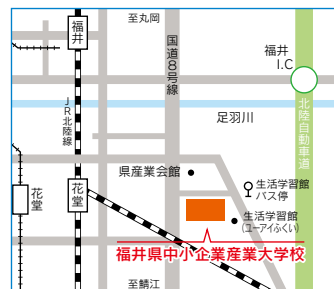 至丸岡
福井
国道8号線
福井
I.C
JR北陸線
北陸自動車道
足羽川
県産業会館
生活学習館
バス停
花堂
花堂
生活学習館
(ユーアイふくい)
福井県中小企業産業大学校
至鯖江